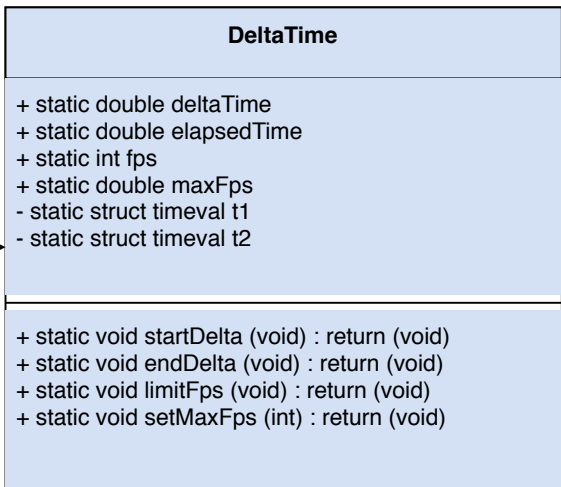 DeltaTime
+ static double deltaTime
+ static double elapsedTime
+ static int fps
+ static double maxFps
- static struct timeval t1
- static struct timeval t2
+ static void startDelta (void) : return (void)
+ static void endDelta (void) : return (void)
+ static void limitFps (void) : return (void)
+ static void setMaxFps (int) : return (void)